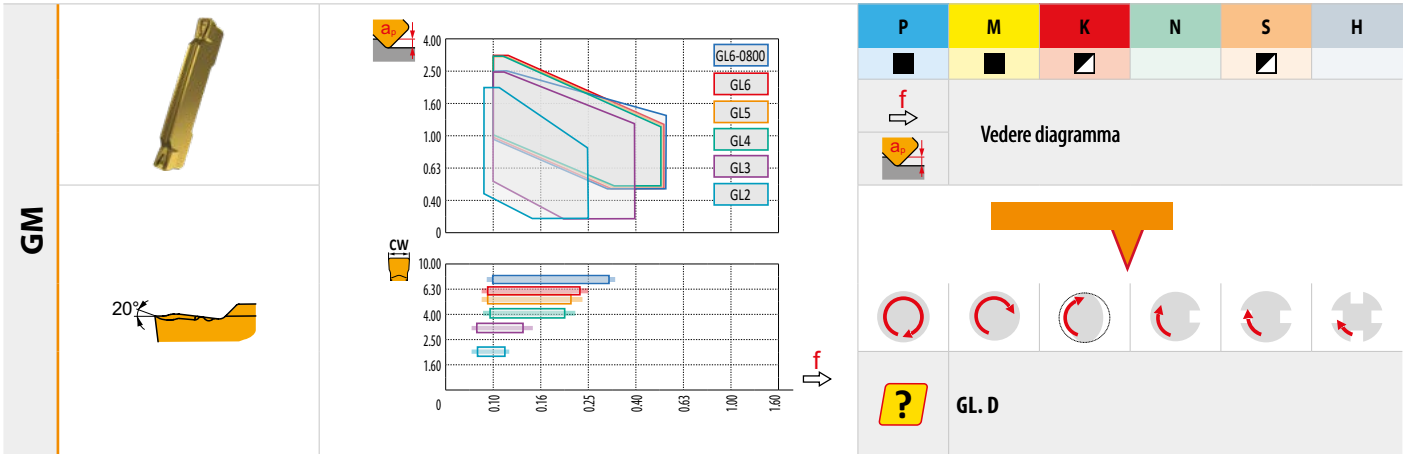 GM
20°
ap
4.00
2.50
1.60
1.00
0.63
0.40
0
GL6-0800
GL6
GL5
GL4
GL3
GL2
CW
10.00
6.30
4.00
2.50
1.60
0
0.10
0.16
0.25
0.40
0.63
1.00
1.60
f
P M K N S H
f
ap
Vedere diagramma
?
GL. D